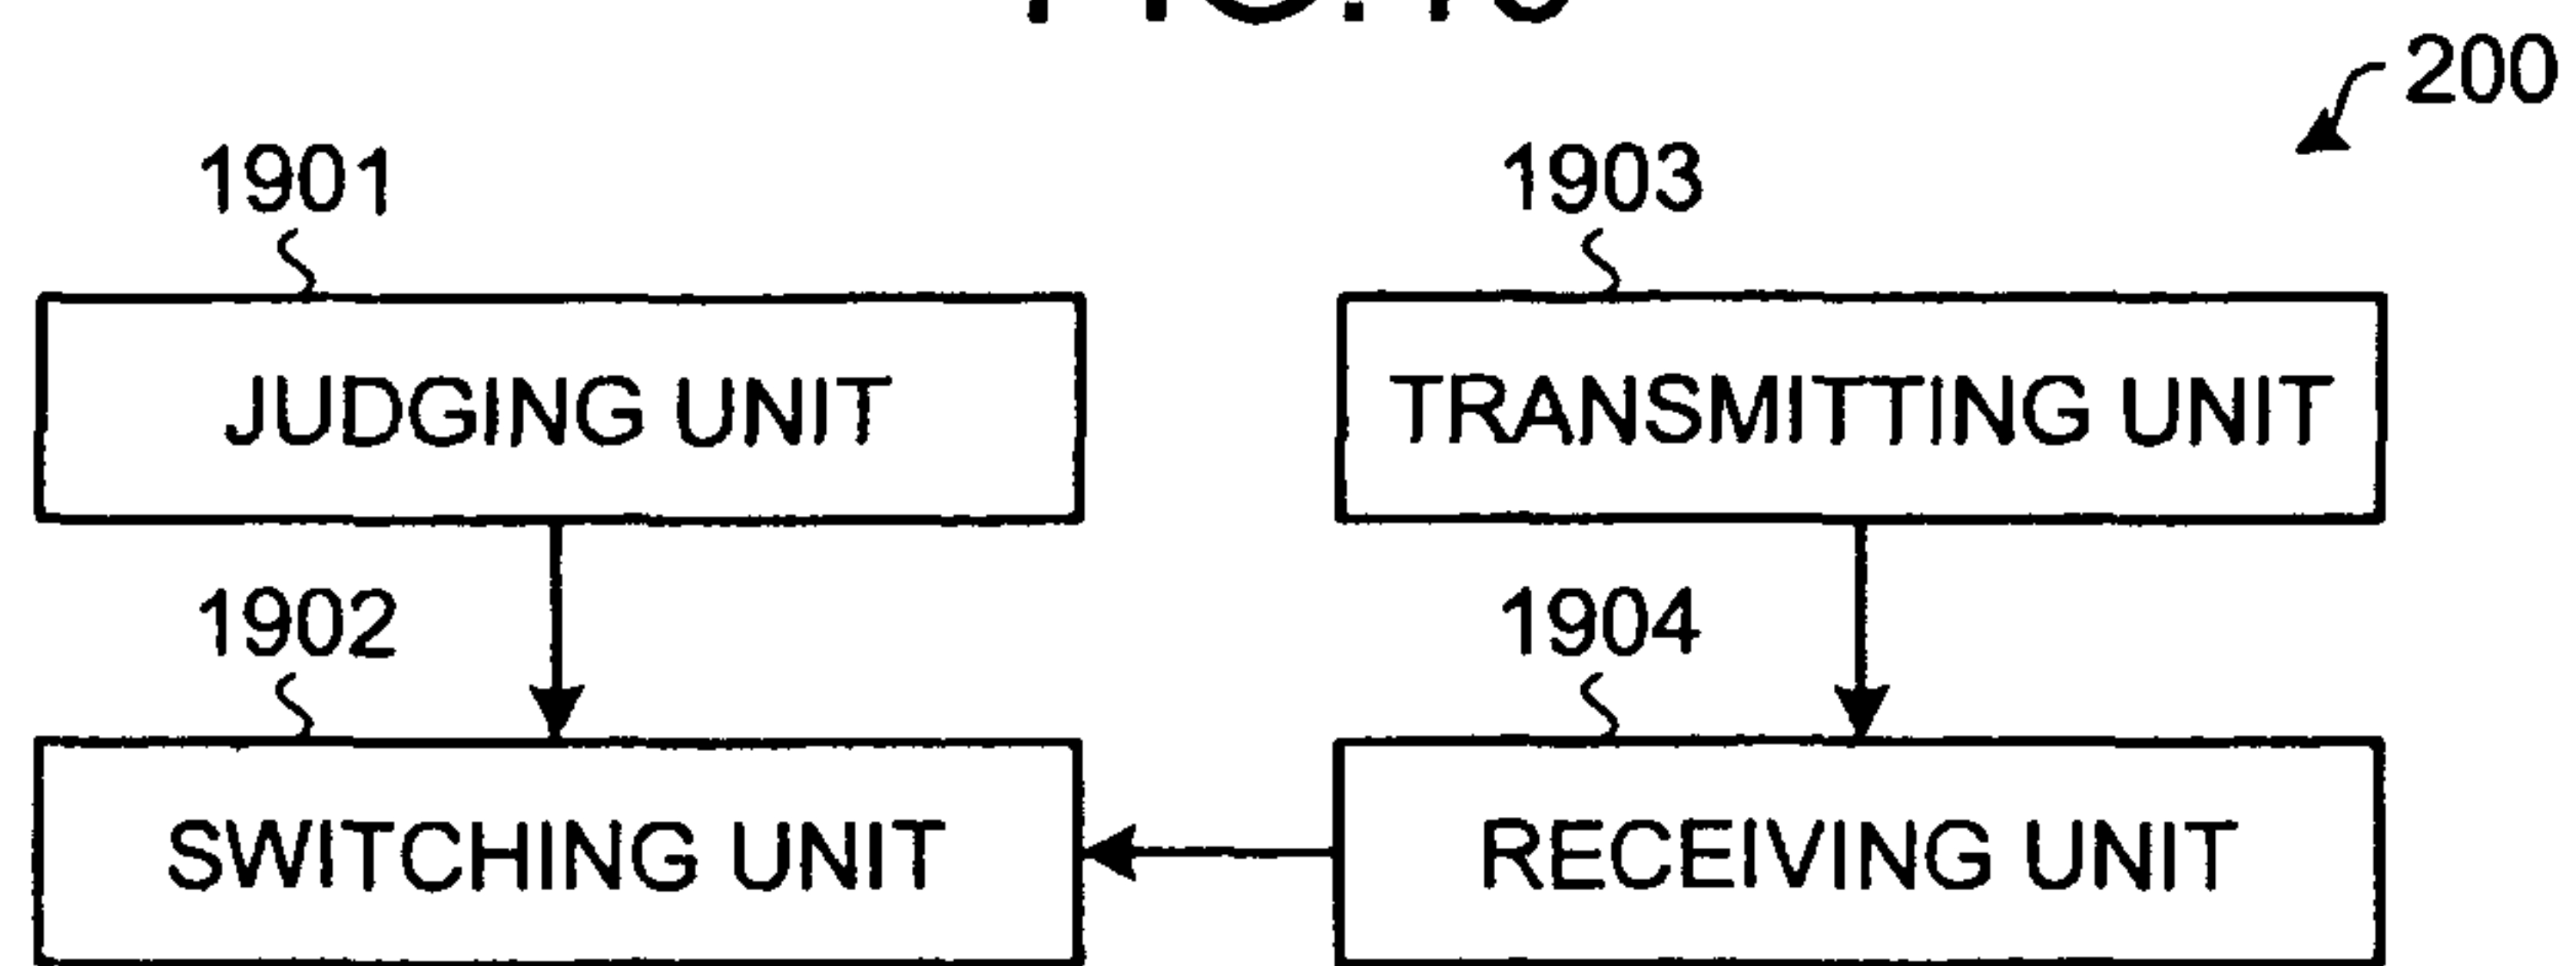 200
1901
1903
JUDGING UNIT
TRANSMITTING UNIT
1902
1904
SWITCHING UNIT
RECEIVING UNIT